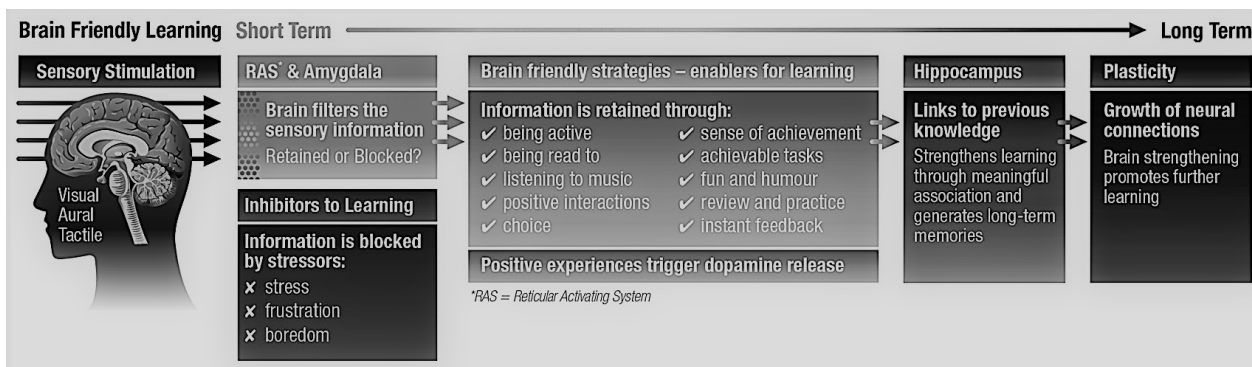 Brain Friendly Learning Short Term Long Term
Sensory Stimulation
Visual
Aural
Tactile
RAS* & Amygdala
Brain filters the
sensory information
Retained or Blocked?
Inhibitors to Learning
Information is blocked
by stressors:
✘ stress
✘ frustration
✘ boredom
Brain friendly strategies – enablers for learning
Information is retained through:
✔ being active
✔ being read to
✔ listening to music
✔ positive interactions
✔ choice
✔ sense of achievement
✔ achievable tasks
✔ fun and humour
✔ review and practice
✔ instant feedback
Positive experiences trigger dopamine release
*RAS = Reticular Activating System
Hippocampus
Links to previous
knowledge
Strengthens learning
through meaningful
association and
generates long-term
memories
Plasticity
Growth of neural
connections
Brain strengthening
promotes further
learning